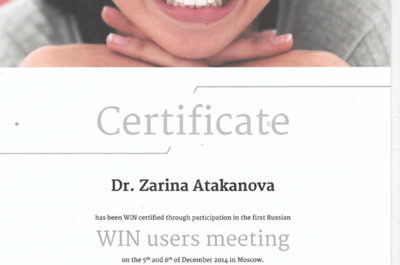 Certificate
Dr. Zarina Atakanova
has been WIN certified through participation in the first Russian
WIN users meeting
on the 5th and 6th of December 2014 in Moscow.